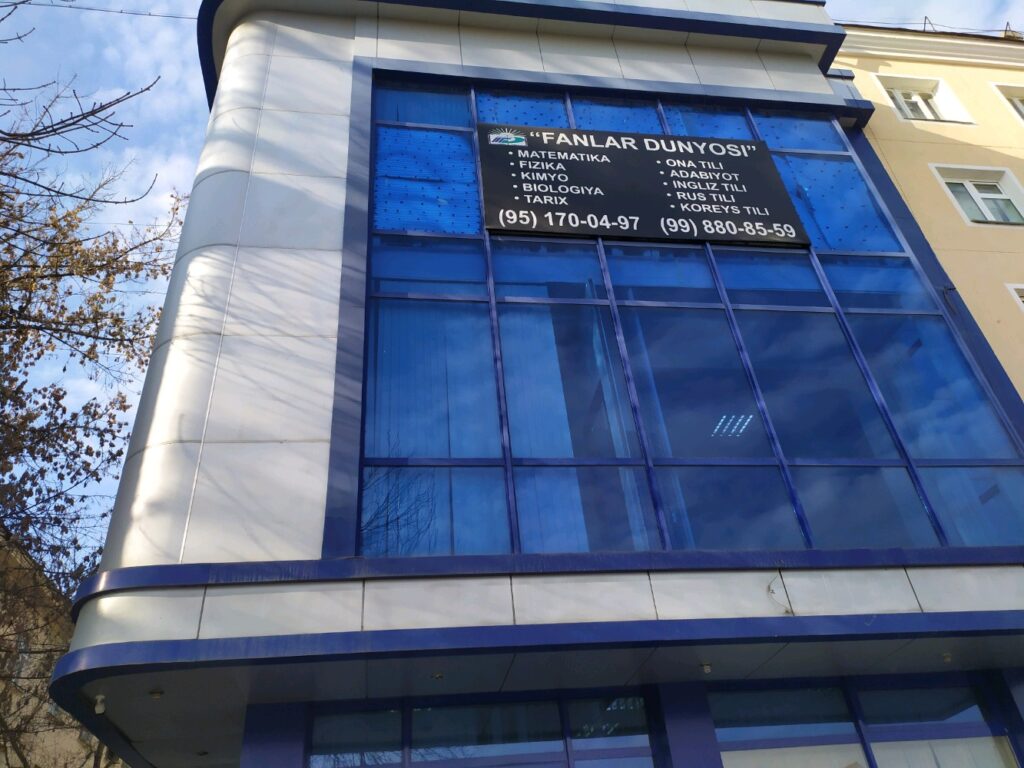 "FANLAR DUNYOSI"
• MATEMATIKA
• FIZIKA
• KIMYO
• BIOLOGIYA
• TARIX
• ONA TILI
• ADABIYOT
• INGLIZ TILI
• RUS TILI
• KOREYS TILI
(95) 170-04-97 (99) 880-85-59